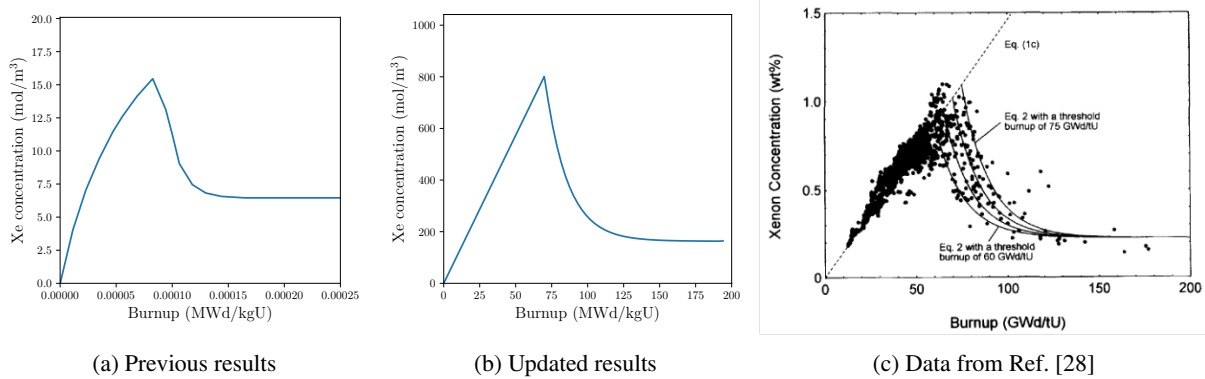 20.0
17.5
15.0
12.5
10.0
7.5
5.0
2.5
0.0
Xe concentration (mol/m³)
0.00000
0.00005
0.00010
0.00015
0.00020
0.00025
Burnup (MWd/kgU)
(a) Previous results
1000
800
600
400
200
0
Xe concentration (mol/m³)
0
25
50
75
100
125
150
175
200
Burnup (MWd/kgU)
(b) Updated results
1.5
1.0
0.5
0
Xenon Concentration (wt%)
Eq. (1c)
Eq. 2 with a threshold
burnup of 75 GWd/tU
Eq. 2 with a threshold
burnup of 60 GWd/tU
0
50
100
150
200
Burnup (GWd/tU)
(c) Data from Ref. [28]